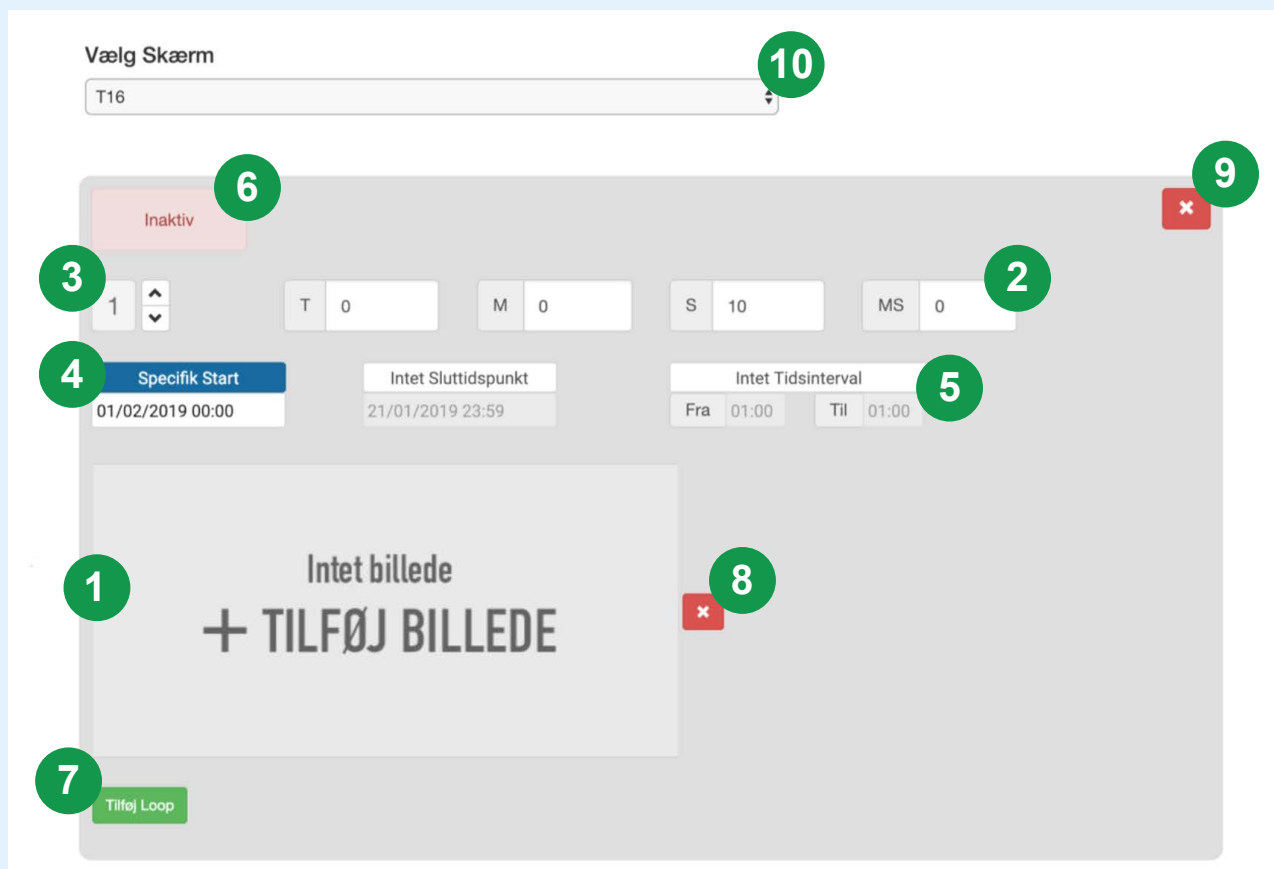 Vælg Skærm
10
T16
6
9
Inaktiv
3
2
1
T 0 M 0 S 10 MS 0
4
Specifik Start Intet Sluttidspunkt Intet Tidsinterval
5
01/02/2019 00:00 21/01/2019 23:59 Fra 01:00 Til 01:00
Intet billede
1
8
+ TILFØJ BILLEDE
7
Tilføj Loop